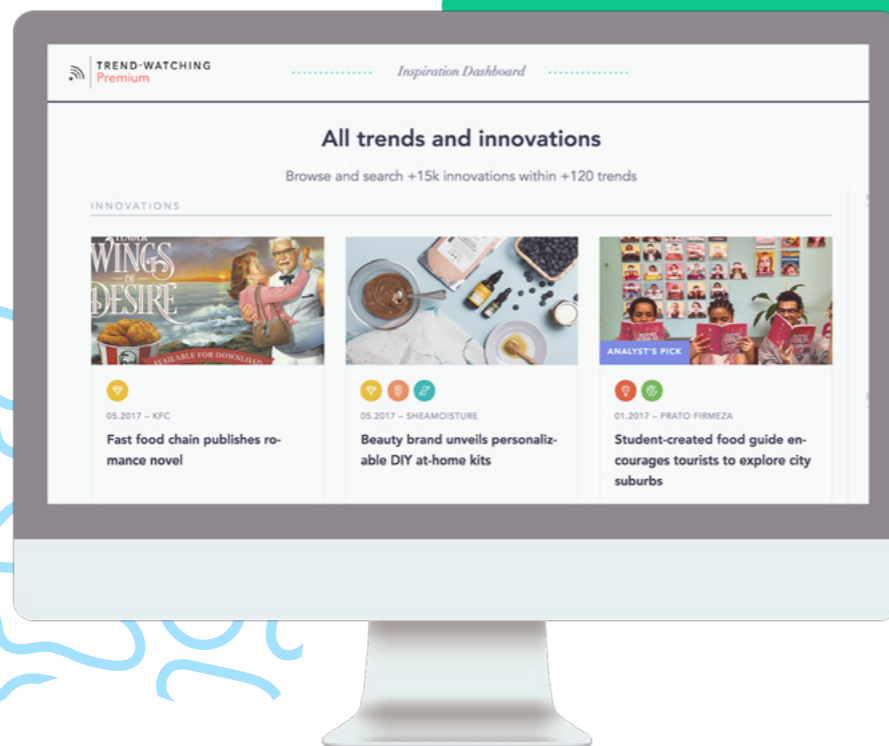 TREND-WATCHING
Premium
Inspiration Dashboard
All trends and innovations
Browse and search +15k innovations within +120 trends
INNOVATIONS
TENDER
WINGS
OF
DESIRE
KFC
AVAILABLE FOR DOWNLOAD
ANALYST'S PICK
05.2017 – KFC
Fast food chain publishes ro-
mance novel
05.2017 – SHEAMOISTURE
Beauty brand unveils personaliz-
able DIY at-home kits
01.2017 – PRATO FIRMEZA
Student-created food guide en-
courages tourists to explore city
suburbs